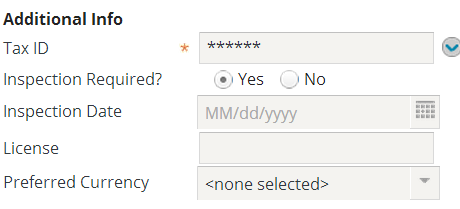 Additional Info
Tax ID * ******
Inspection Required? Yes No
Inspection Date MM/dd/yyyy
License
Preferred Currency <none selected>